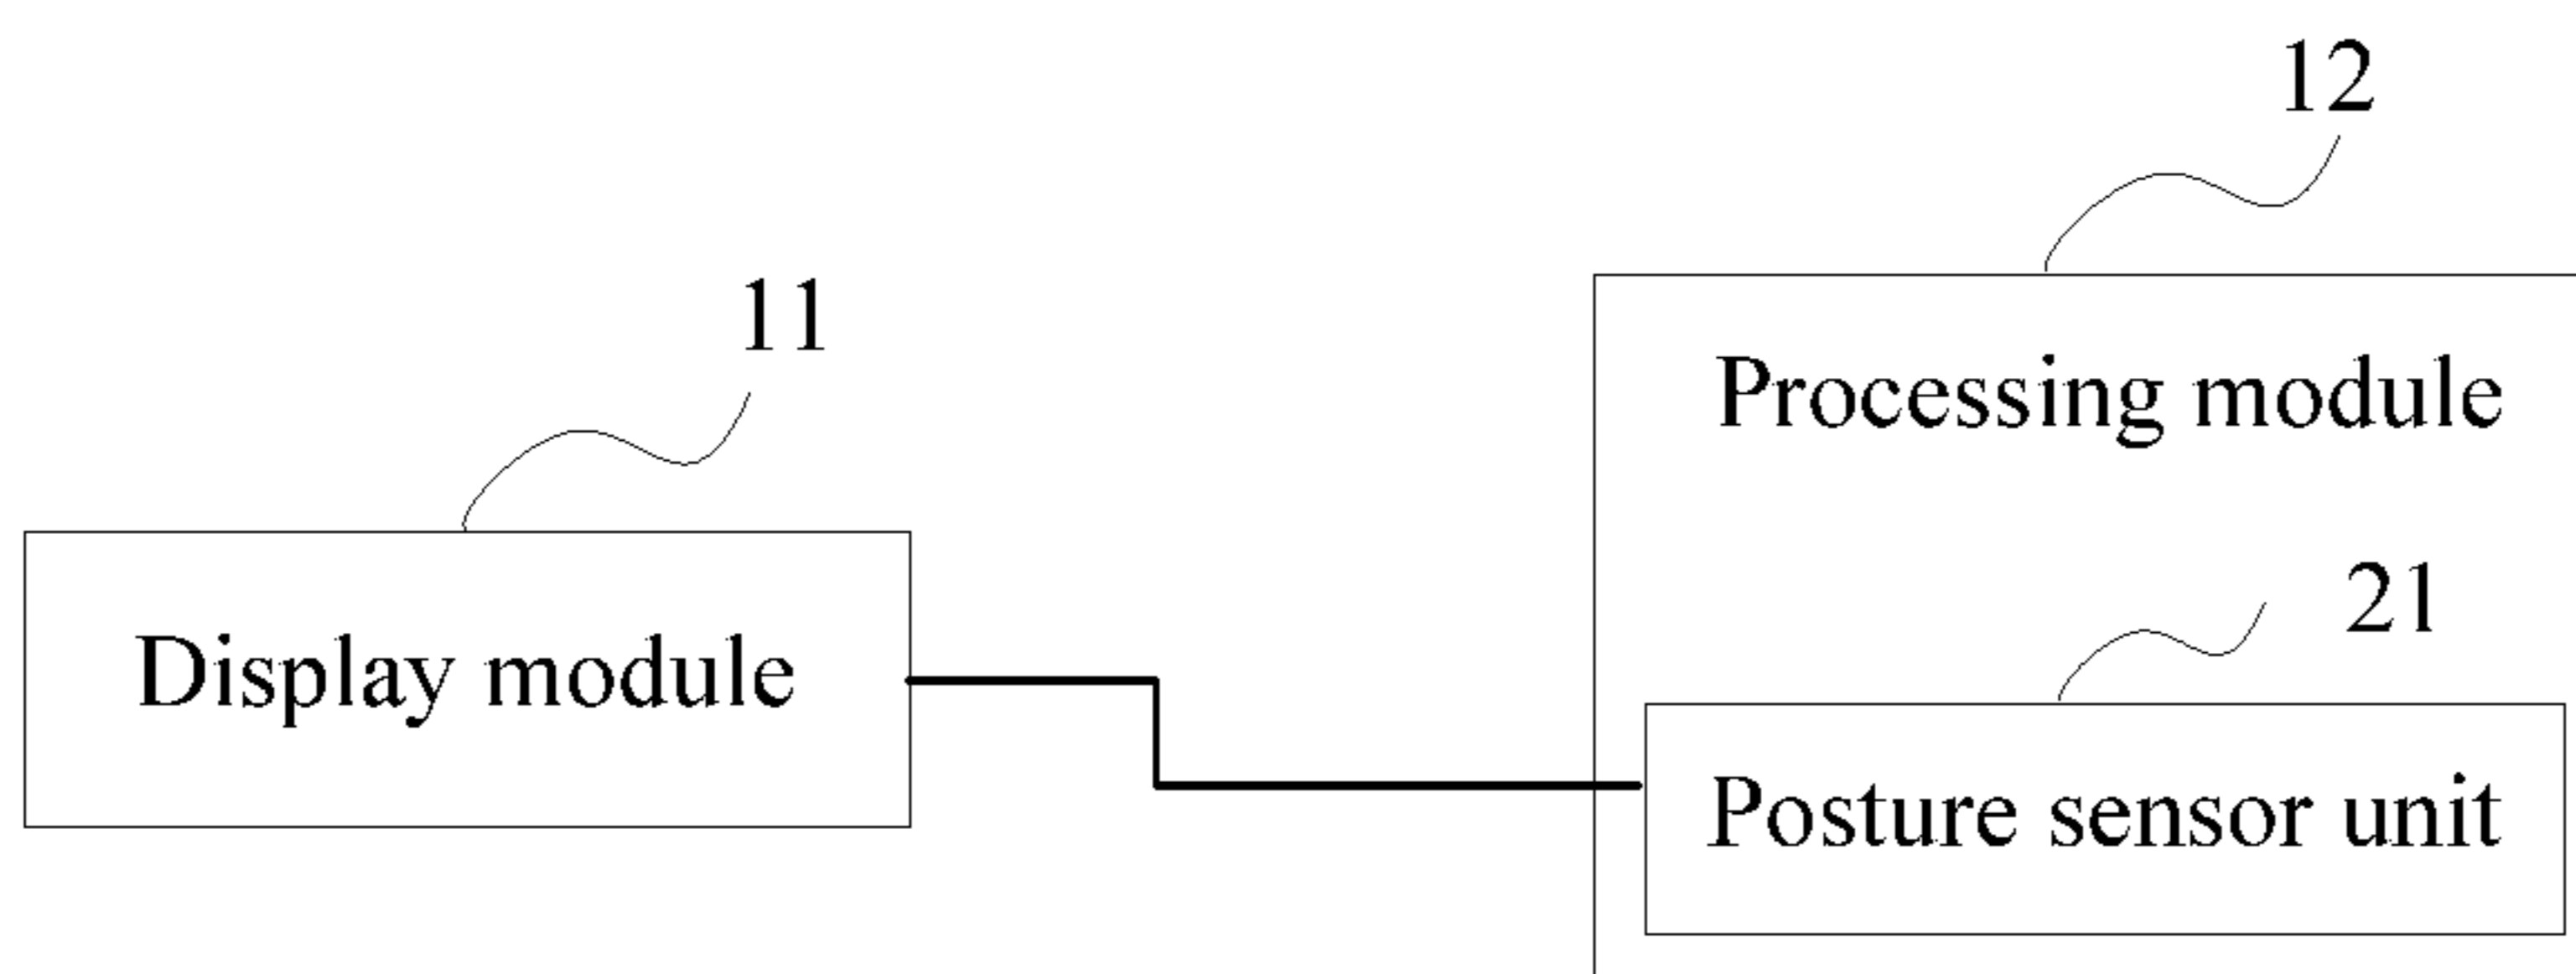 12
11
Processing module
21
Display module
Posture sensor unit